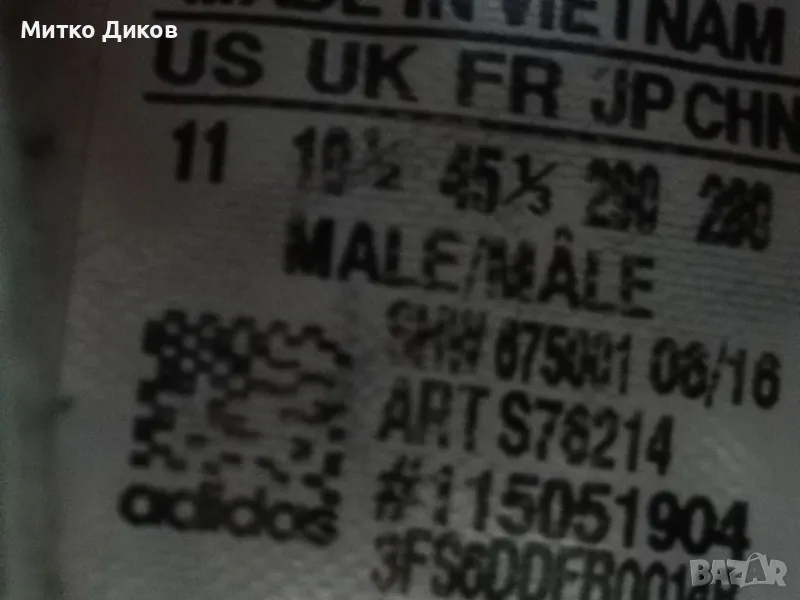 Митко Диков
MADE IN VIETNAM
US UK FR JP CHN
11 10½ 45⅓ 290 280
MALE/MÂLE
675001 06/16
ART S76214
#115051904
adidas
BAZAR